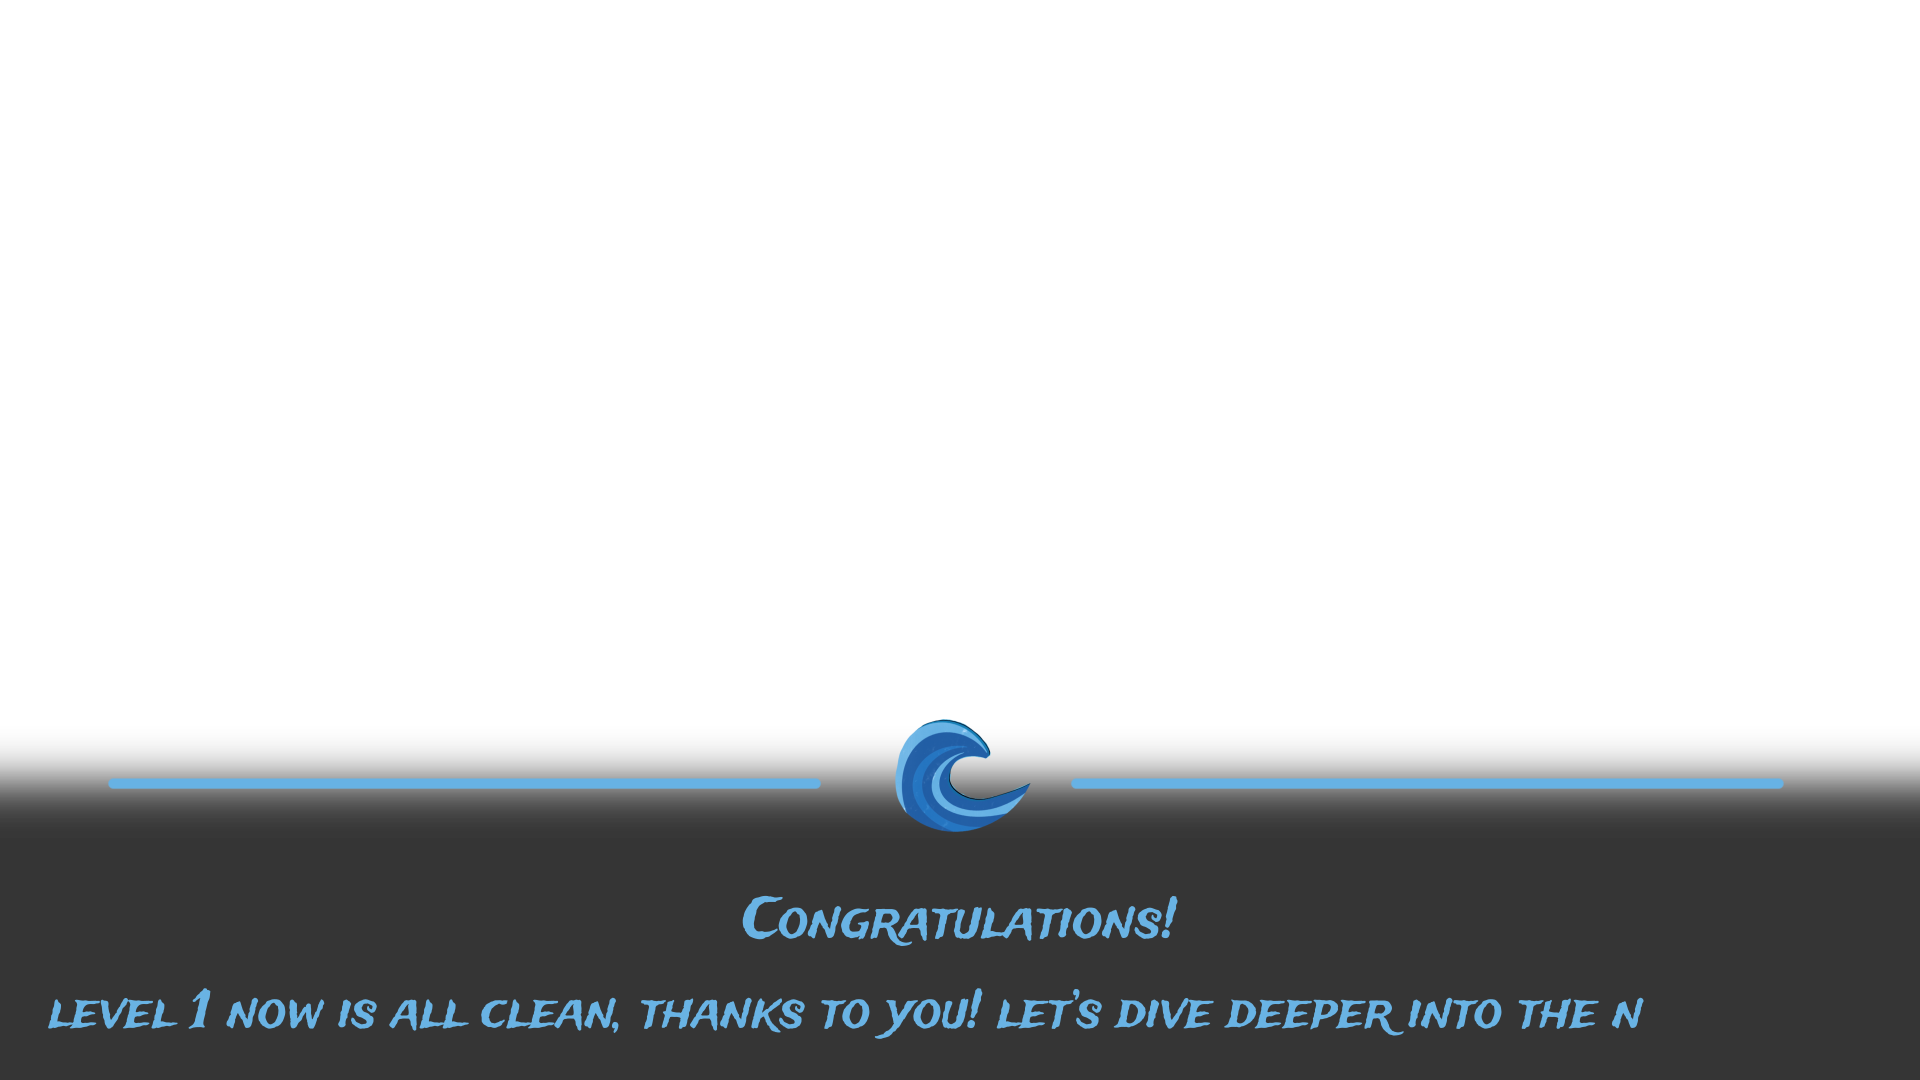 Congratulations!
level 1 now is all clean, thanks to you! let's dive deeper into the n